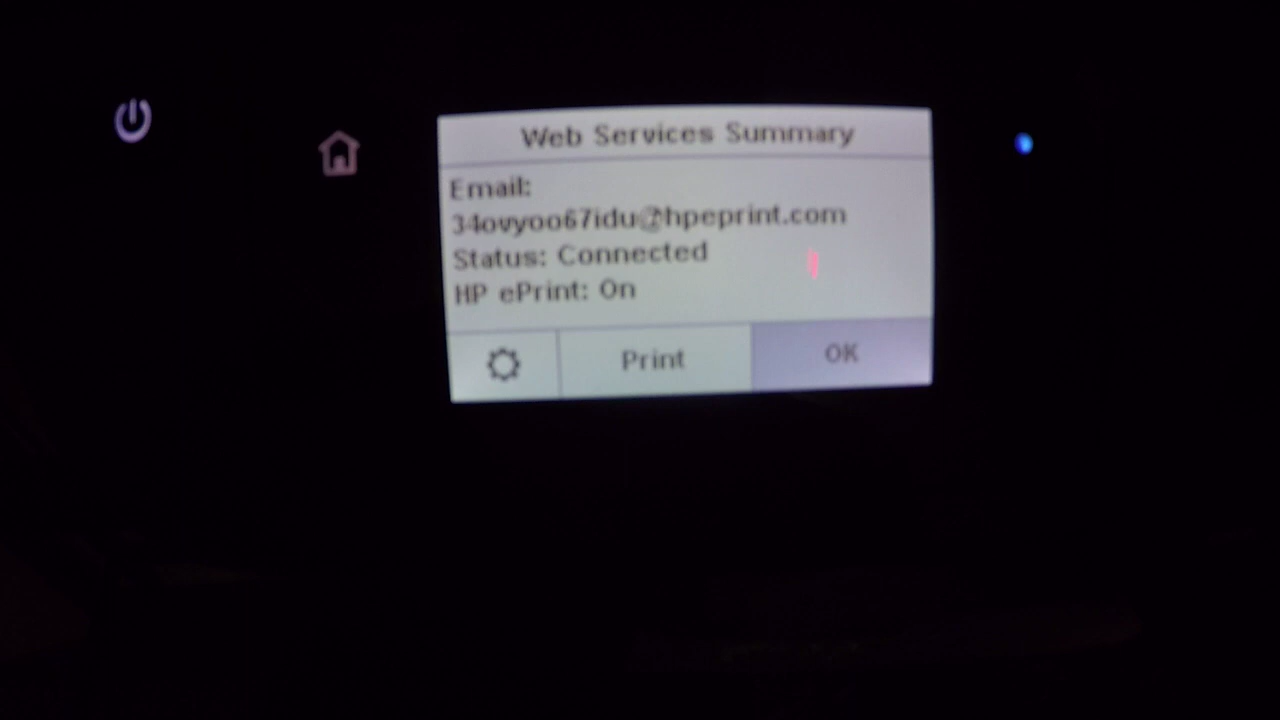 Web Services Summary
Email:
34ovyoo67idu@hpeprint.com
Status: Connected
HP ePrint: On
Print
OK